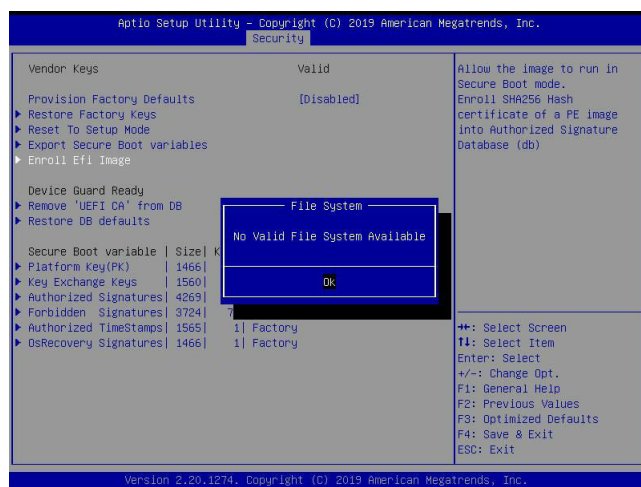 Aptio Setup Utility – Copyright (C) 2019 American Megatrends, Inc.
Security
Vendor Keys Valid
Provision Factory Defaults [Disabled]
Restore Factory Keys
Reset To Setup Mode
Export Secure Boot variables
Enroll Efi Image
Device Guard Ready
Remove 'UEFI CA' from DB
Restore DB defaults
Secure Boot variable | Size| K
Platform Key(PK) | 1466|
Key Exchange Keys | 1560|
Authorized Signatures| 4269|
Forbidden Signatures| 3724| 7
Authorized TimeStamps| 1565| 1| Factory
OsRecovery Signatures| 1466| 1| Factory
File System
No Valid File System Available
Ok
Allow the image to run in
Secure Boot mode.
Enroll SHA256 Hash
certificate of a PE image
into Authorized Signature
Database (db)
→←: Select Screen
↑↓: Select Item
Enter: Select
+/-: Change Opt.
F1: General Help
F2: Previous Values
F3: Optimized Defaults
F4: Save & Exit
ESC: Exit
Version 2.20.1274. Copyright (C) 2019 American Megatrends, Inc.